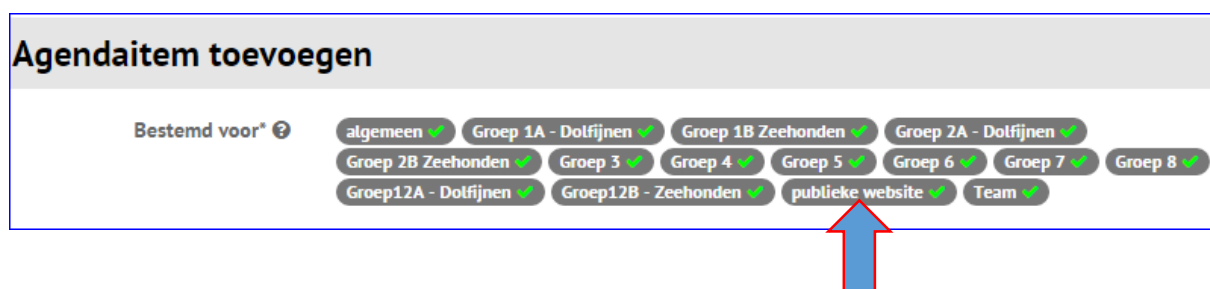 Agendaitem toevoegen
Bestemd voor* algemeen Groep 1A - Dolfijnen Groep 1B Zeehonden Groep 2A - Dolfijnen
Groep 2B Zeehonden Groep 3 Groep 4 Groep 5 Groep 6 Groep 7 Groep 8
Groep12A - Dolfijnen Groep12B - Zeehonden publieke website Team